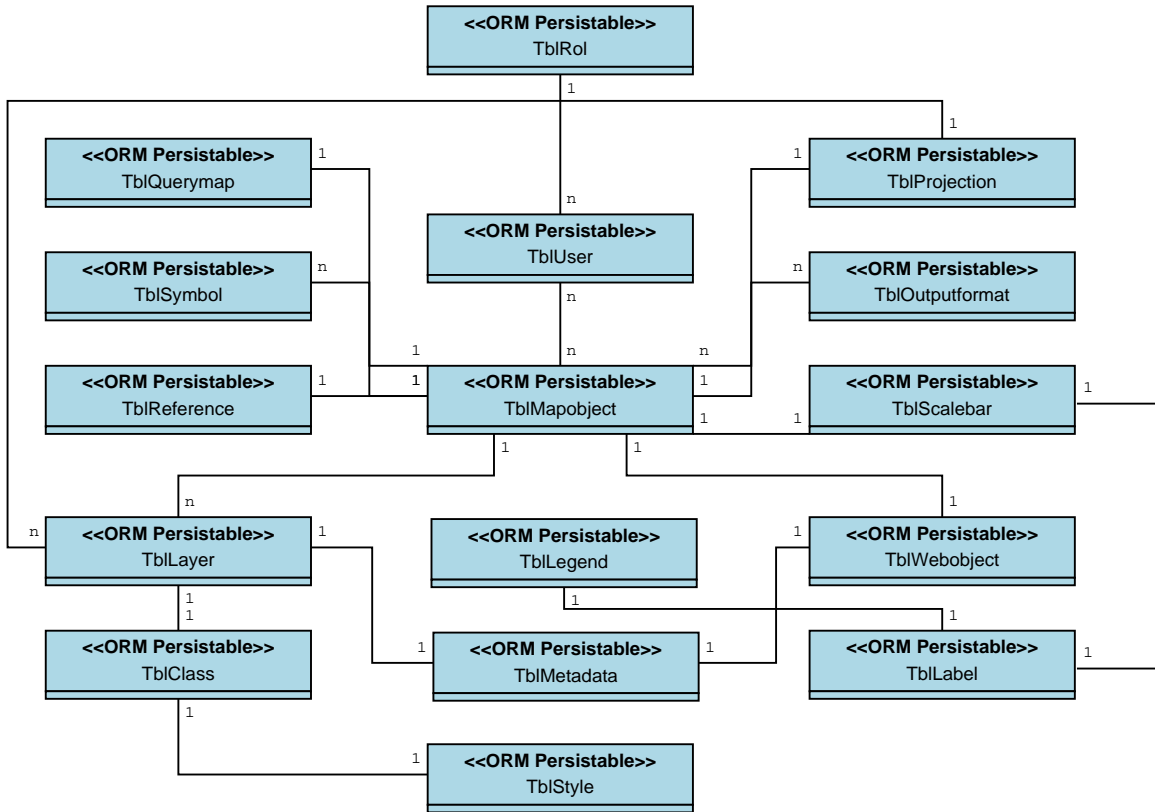 <<ORM Persistable>>
TblRol
1
1
<<ORM Persistable>>
TblQuerymap
1
1
<<ORM Persistable>>
TblProjection
n
<<ORM Persistable>>
TblUser
n
<<ORM Persistable>>
TblSymbol
n
n
<<ORM Persistable>>
TblOutputformat
n
1
n
<<ORM Persistable>>
TblReference
1
1
<<ORM Persistable>>
TblMapobject
1
1
1
<<ORM Persistable>>
TblScalebar
1
1
1
n
1
n
<<ORM Persistable>>
TblLayer
1
<<ORM Persistable>>
TblLegend
1
<<ORM Persistable>>
TblWebobject
1
1
1
1
<<ORM Persistable>>
TblClass
1
<<ORM Persistable>>
TblMetadata
1
<<ORM Persistable>>
TblLabel
1
1
1
<<ORM Persistable>>
TblStyle